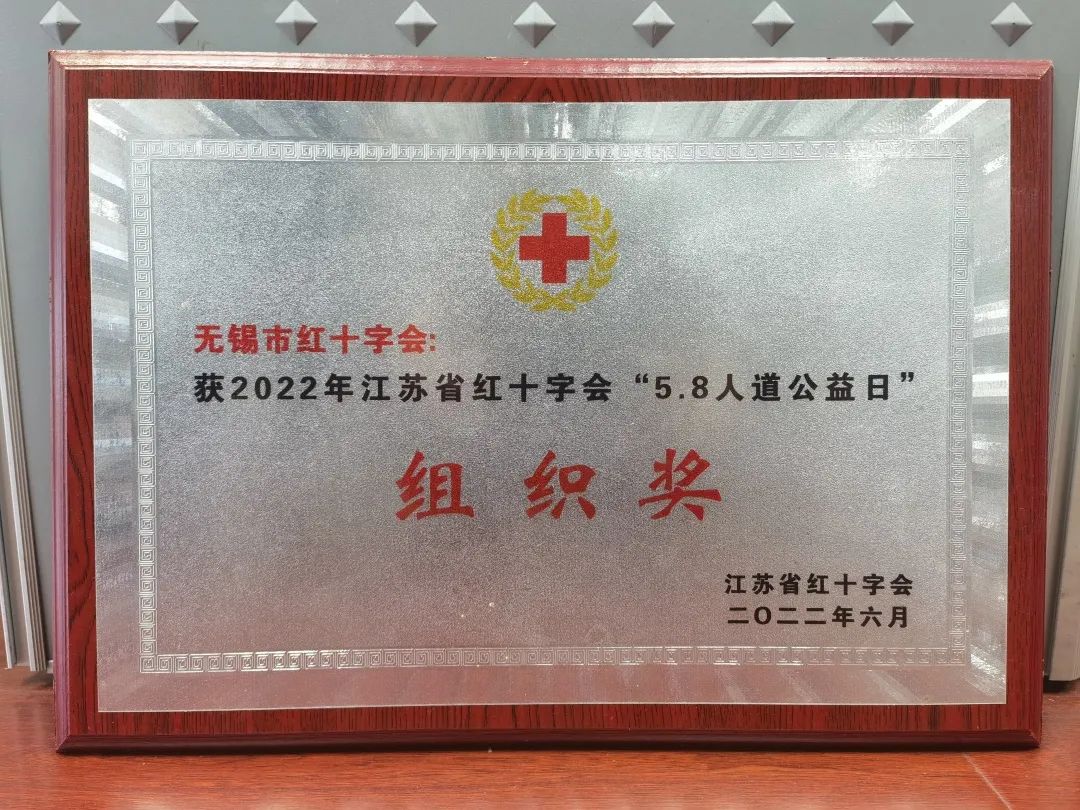 无锡市红十字会:
获2022年江苏省红十字会“5.8人道公益日”
组织奖
江苏省红十字会
二〇二二年六月